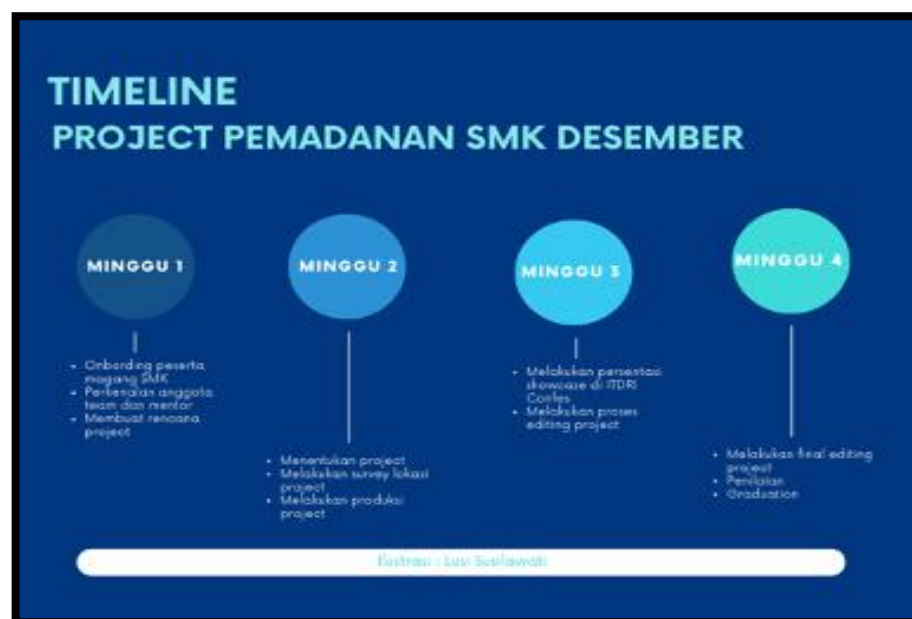 TIMELINE
PROJECT PEMADANAN SMK DESEMBER
MINGGU 1
MINGGU 2
MINGGU 3
MINGGU 4
• Onbording peserta
magang SMK
• Perkenalan anggota
team dan mentor
• Membuat rencana
project
• Menentukan project
• Melakukan survey lokasi
project
• Melakukan produksi
project
• Melakukan persentasi
showcase di ITDRI
Confes
• Melakukan proses
editing project
• Melakukan final editing
project
• Penilaian
• Graduation
Ilustrasi : Lusi Susilawati